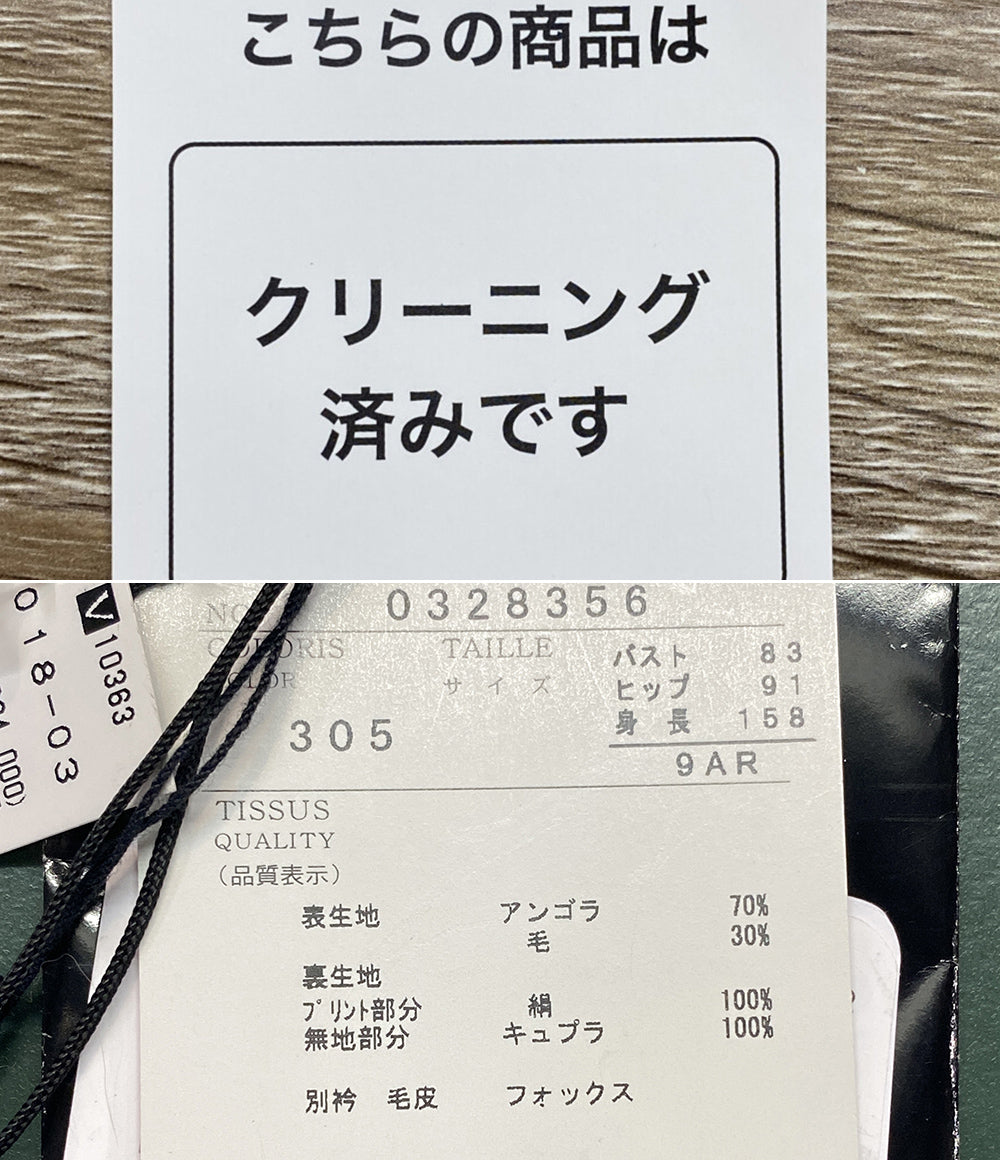 こちらの商品は
クリーニング
済みです
V 10363
018-03
000)
NO. 0328356
COLORIS TAILLE バスト 83
COLOR サイズ ヒップ 91
305 身長 158
9AR
TISSUS
QUALITY
(品質表示)
表生地 アンゴラ 70%
毛 30%
裏生地
プリント部分 絹 100%
無地部分 キュプラ 100%
別衿 毛皮 フォックス